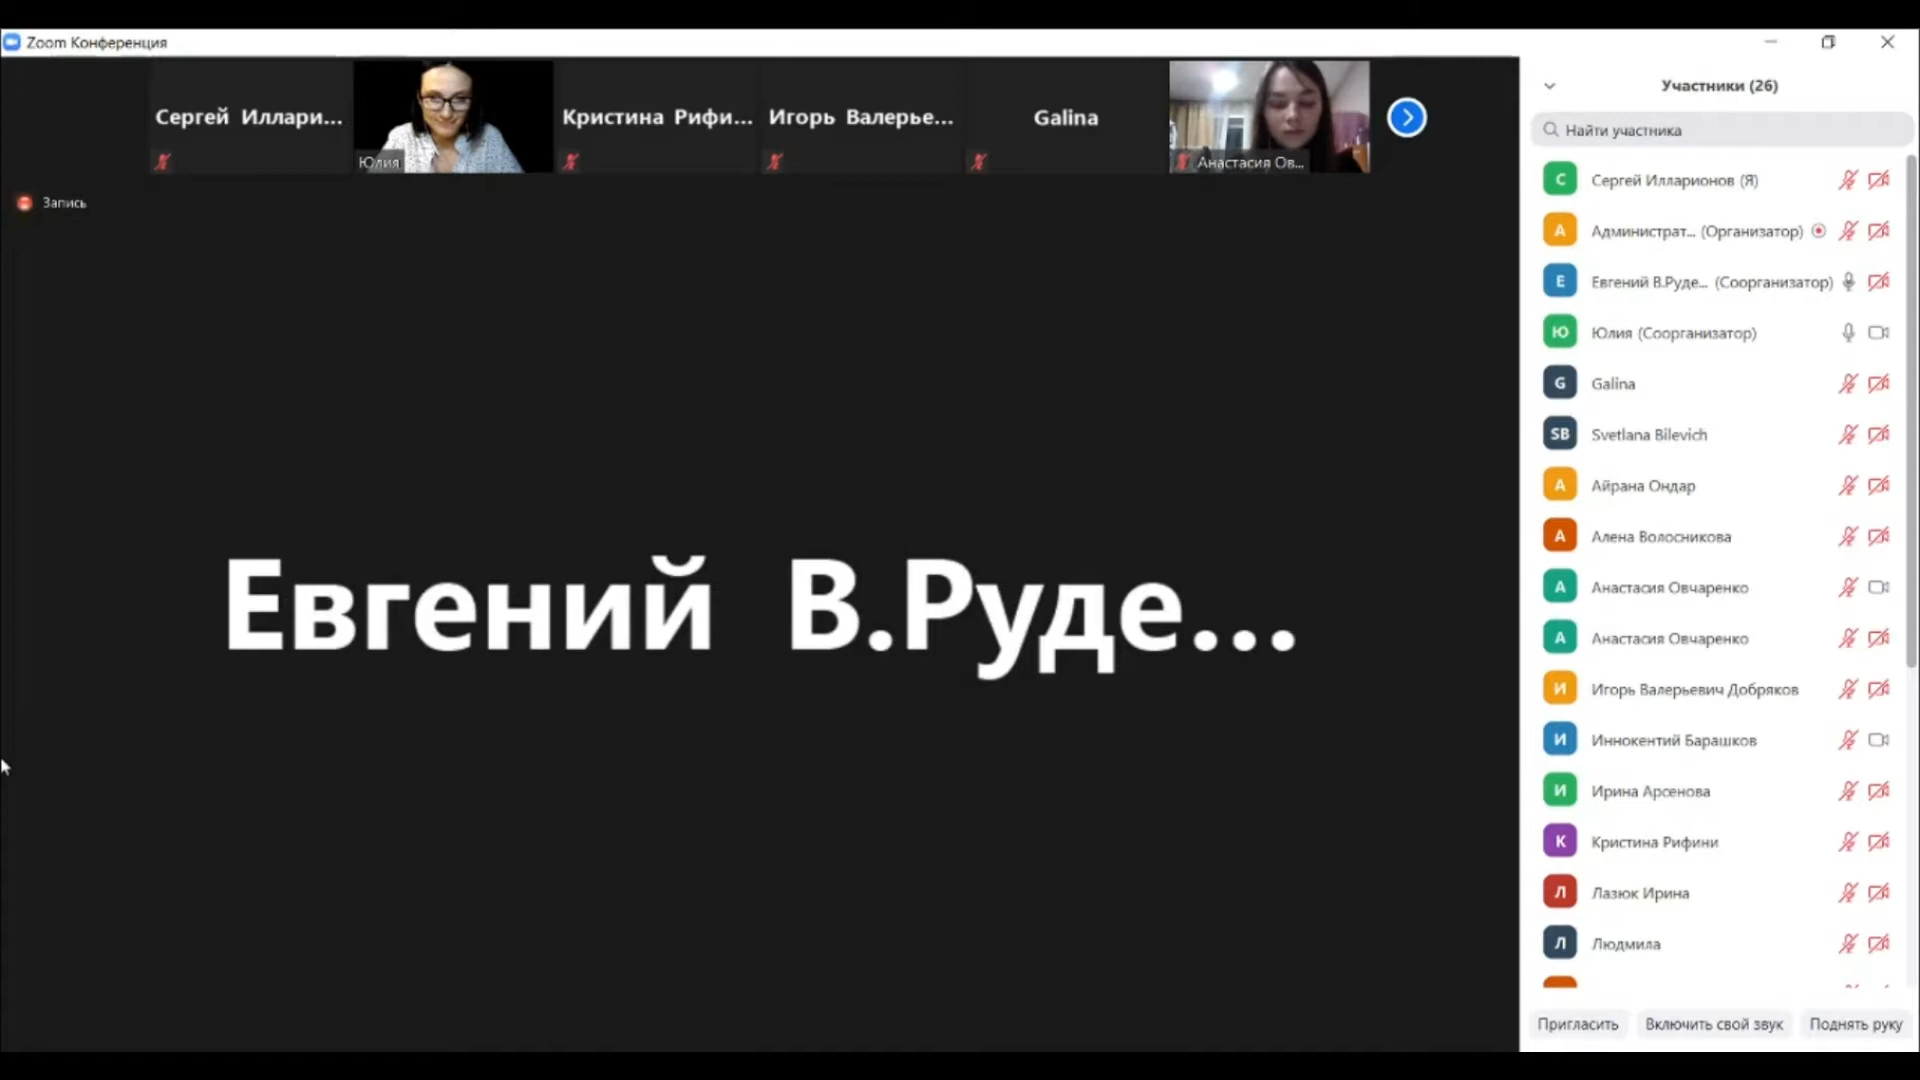 Zoom Конференция
Сергей Иллари...
Юлия
Кристина Рифи...
Игорь Валерье...
Galina
Анастасия Ов...
Запись
Евгений В.Руде...
Участники (26)
Найти участника
С Сергей Илларионов (Я)
А Администрат... (Организатор)
Е Евгений В.Руде... (Соорганизатор)
Ю Юлия (Соорганизатор)
G Galina
SB Svetlana Bilevich
А Айрана Ондар
А Алена Волосникова
А Анастасия Овчаренко
А Анастасия Овчаренко
И Игорь Валерьевич Добряков
И Иннокентий Барашков
И Ирина Арсенова
К Кристина Рифини
Л Лазюк Ирина
Л Людмила
Пригласить
Включить свой звук
Поднять руку